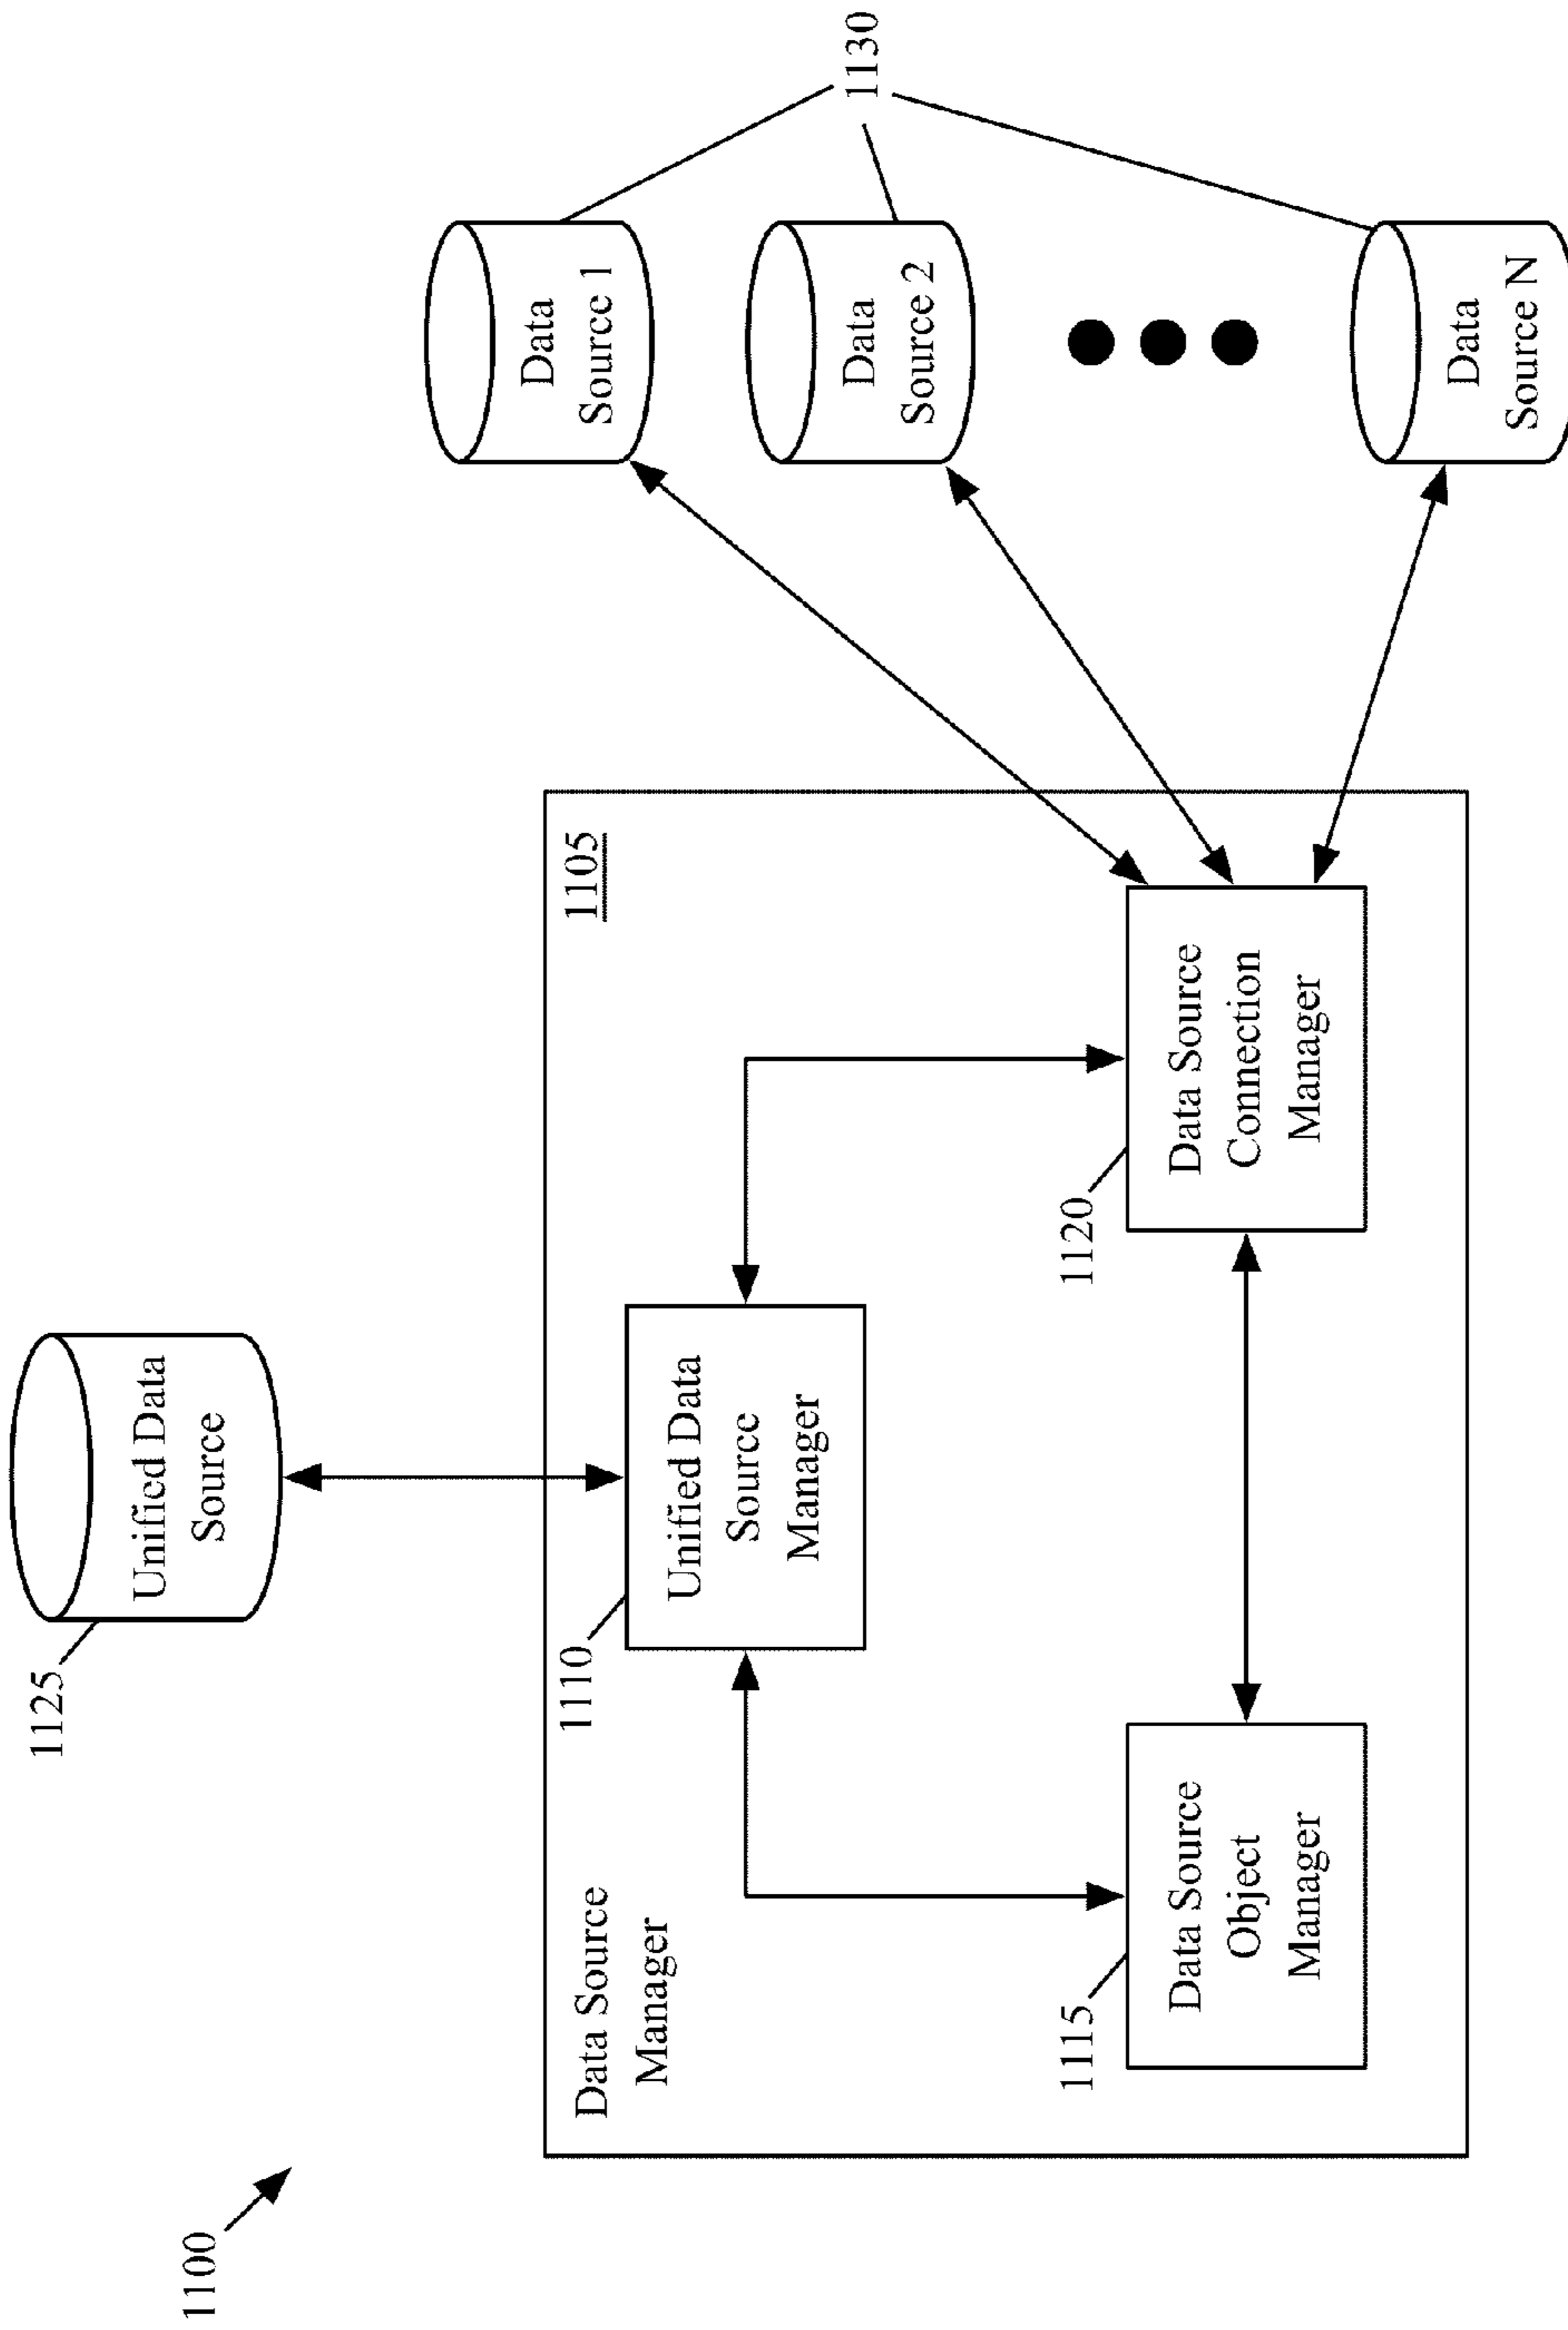 1100
1125
Unified Data
Source
Data Source
Manager
1105
1110
Unified Data
Source
Manager
1115
Data Source
Object
Manager
1120
Data Source
Connection
Manager
Data
Source 1
Data
Source 2
Data
Source N
1130